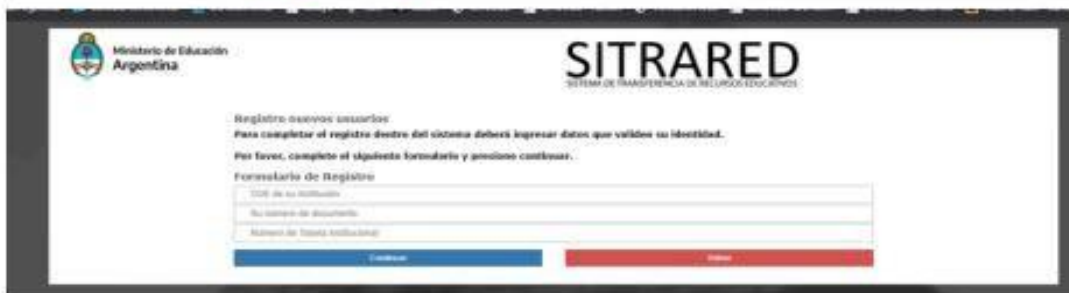 Ministerio de Educación
Argentina
SITRARED
SISTEMA DE TRANSFERENCIA DE RECURSOS EDUCATIVOS
Registro nuevos usuarios
Para completar el registro dentro del sistema deberá ingresar datos que validen su identidad.
Por favor, complete el siguiente formulario y presione continuar.
Formulario de Registro
CUE de su institución
Su número de documento
Número de Tarjeta Institucional
Continuar
Volver